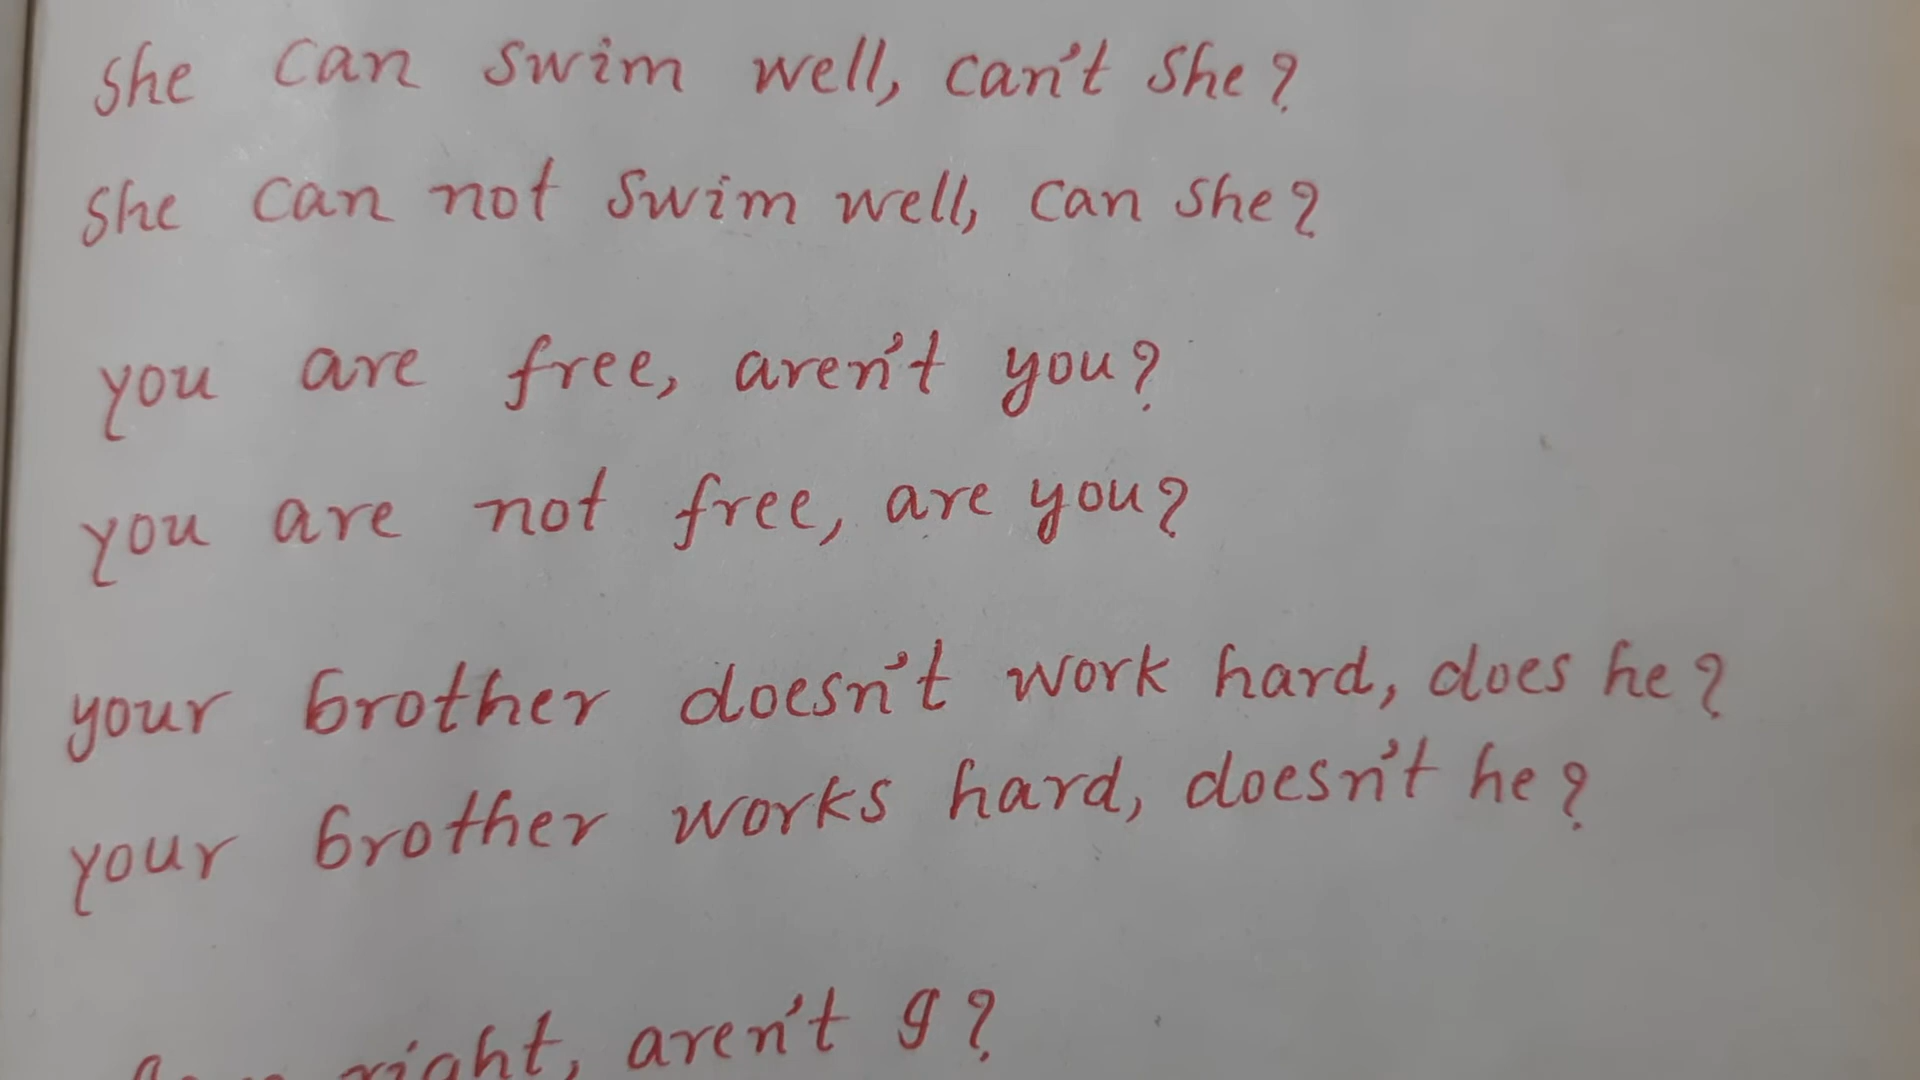 She can swim well, can't she?
She can not swim well, can she?
you are free, aren't you?
you are not free, are you?
your brother doesn't work hard, does he?
your brother works hard, doesn't he?
right, aren't I?